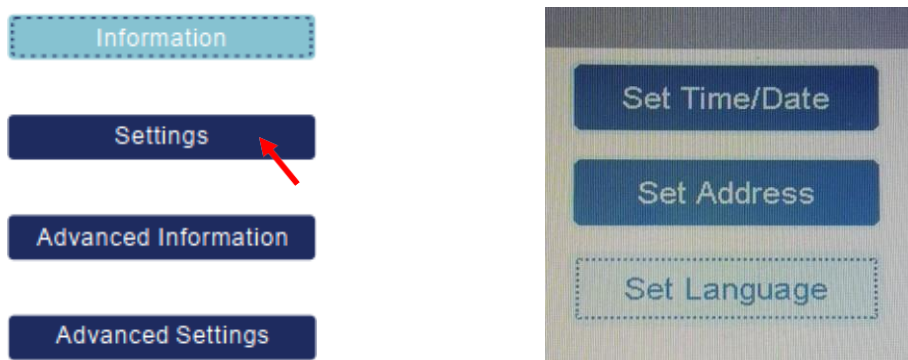 Information
Settings
Advanced Information
Advanced Settings
Set Time/Date
Set Address
Set Language